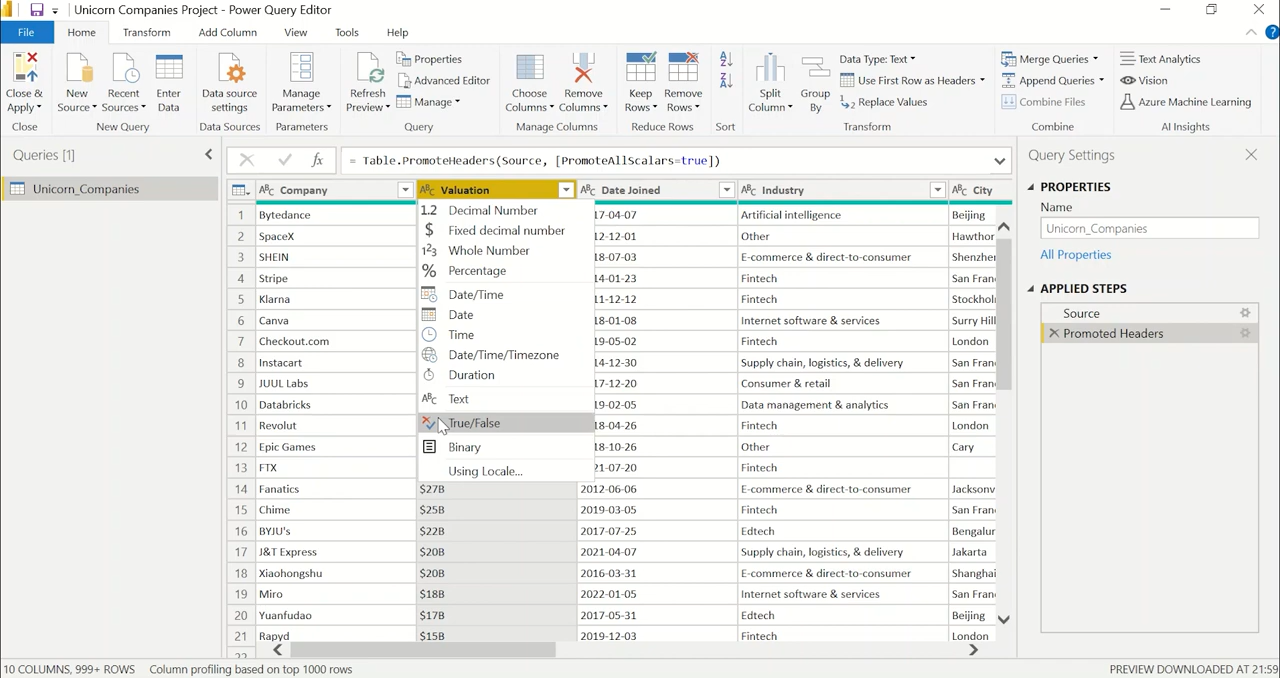 Unicorn Companies Project - Power Query Editor
File Home Transform Add Column View Tools Help
Close & Apply
Close
New Source
Recent Sources
Enter Data
New Query
Data source settings
Data Sources
Manage Parameters
Parameters
Refresh Preview
Properties
Advanced Editor
Manage
Query
Choose Columns
Remove Columns
Manage Columns
Keep Rows
Remove Rows
Reduce Rows
Sort
Split Column
Group By
Data Type: Text
Use First Row as Headers
Replace Values
Transform
Merge Queries
Append Queries
Combine Files
Combine
Text Analytics
Vision
Azure Machine Learning
AI Insights
Queries [1]
Unicorn_Companies
fx = Table.PromoteHeaders(Source, [PromoteAllScalars=true])
Company Valuation Date Joined Industry City
1 Bytedance 17-04-07 Artificial intelligence Beijing
2 SpaceX 12-12-01 Other Hawthor
3 SHEIN 18-07-03 E-commerce & direct-to-consumer Shenzhe
4 Stripe 14-01-23 Fintech San Fran
5 Klarna 11-12-12 Fintech Stockhol
6 Canva 18-01-08 Internet software & services Surry Hill
7 Checkout.com 19-05-02 Fintech London
8 Instacart 14-12-30 Supply chain, logistics, & delivery San Fran
9 JUUL Labs 17-12-20 Consumer & retail San Fran
10 Databricks 19-02-05 Data management & analytics San Fran
11 Revolut 18-04-26 Fintech London
12 Epic Games 18-10-26 Other Cary
13 FTX 21-07-20 Fintech
14 Fanatics $27B 2012-06-06 E-commerce & direct-to-consumer Jacksonv
15 Chime $25B 2019-03-05 Fintech San Fran
16 BYJU's $22B 2017-07-25 Edtech Bengalur
17 J&T Express $20B 2021-04-07 Supply chain, logistics, & delivery Jakarta
18 Xiaohongshu $20B 2016-03-31 E-commerce & direct-to-consumer Shanghai
19 Miro $18B 2022-01-05 Internet software & services San Fran
20 Yuanfudao $17B 2017-05-31 Edtech Beijing
21 Rapyd $15B 2019-12-03 Fintech London
22
1.2 Decimal Number
$ Fixed decimal number
123 Whole Number
% Percentage
Date/Time
Date
Time
Date/Time/Timezone
Duration
ABC Text
True/False
Binary
Using Locale...
Query Settings
PROPERTIES
Name
Unicorn_Companies
All Properties
APPLIED STEPS
Source
Promoted Headers
10 COLUMNS, 999+ ROWS Column profiling based on top 1000 rows
PREVIEW DOWNLOADED AT 21:59